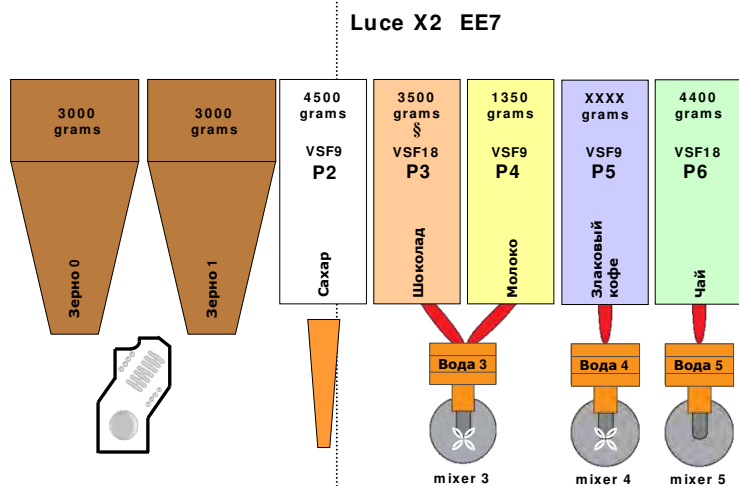 Luce X2 EE7
3000
grams
Зерно 0
3000
grams
Зерно 1
4500
grams
VSF9
P2
Сахар
3500
grams
§
VSF18
P3
Шоколад
1350
grams
VSF9
P4
Молоко
XXXX
grams
VSF9
P5
Злаковый
кофе
4400
grams
VSF18
P6
Чай
Вода 3
Вода 4
Вода 5
mixer 3
mixer 4
mixer 5